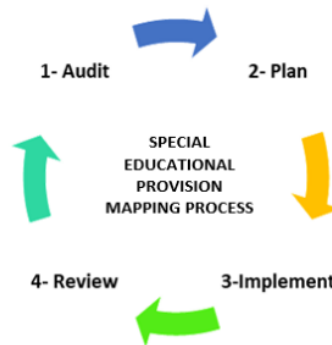 1- Audit
2- Plan
SPECIAL
EDUCATIONAL
PROVISION
MAPPING PROCESS
4- Review
3-Implement